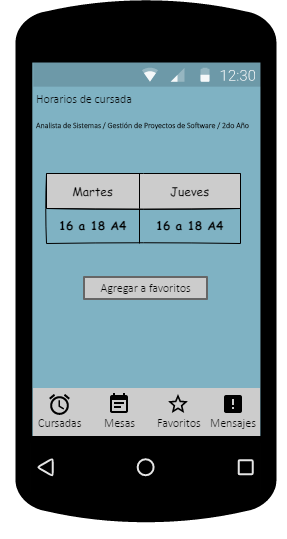 12:30
Horarios de cursada
Analista de Sistemas / Gestión de Proyectos de Software / 2do Año
Martes Jueves
16 a 18 A4 16 a 18 A4
Agregar a favoritos
Cursadas Mesas Favoritos Mensajes